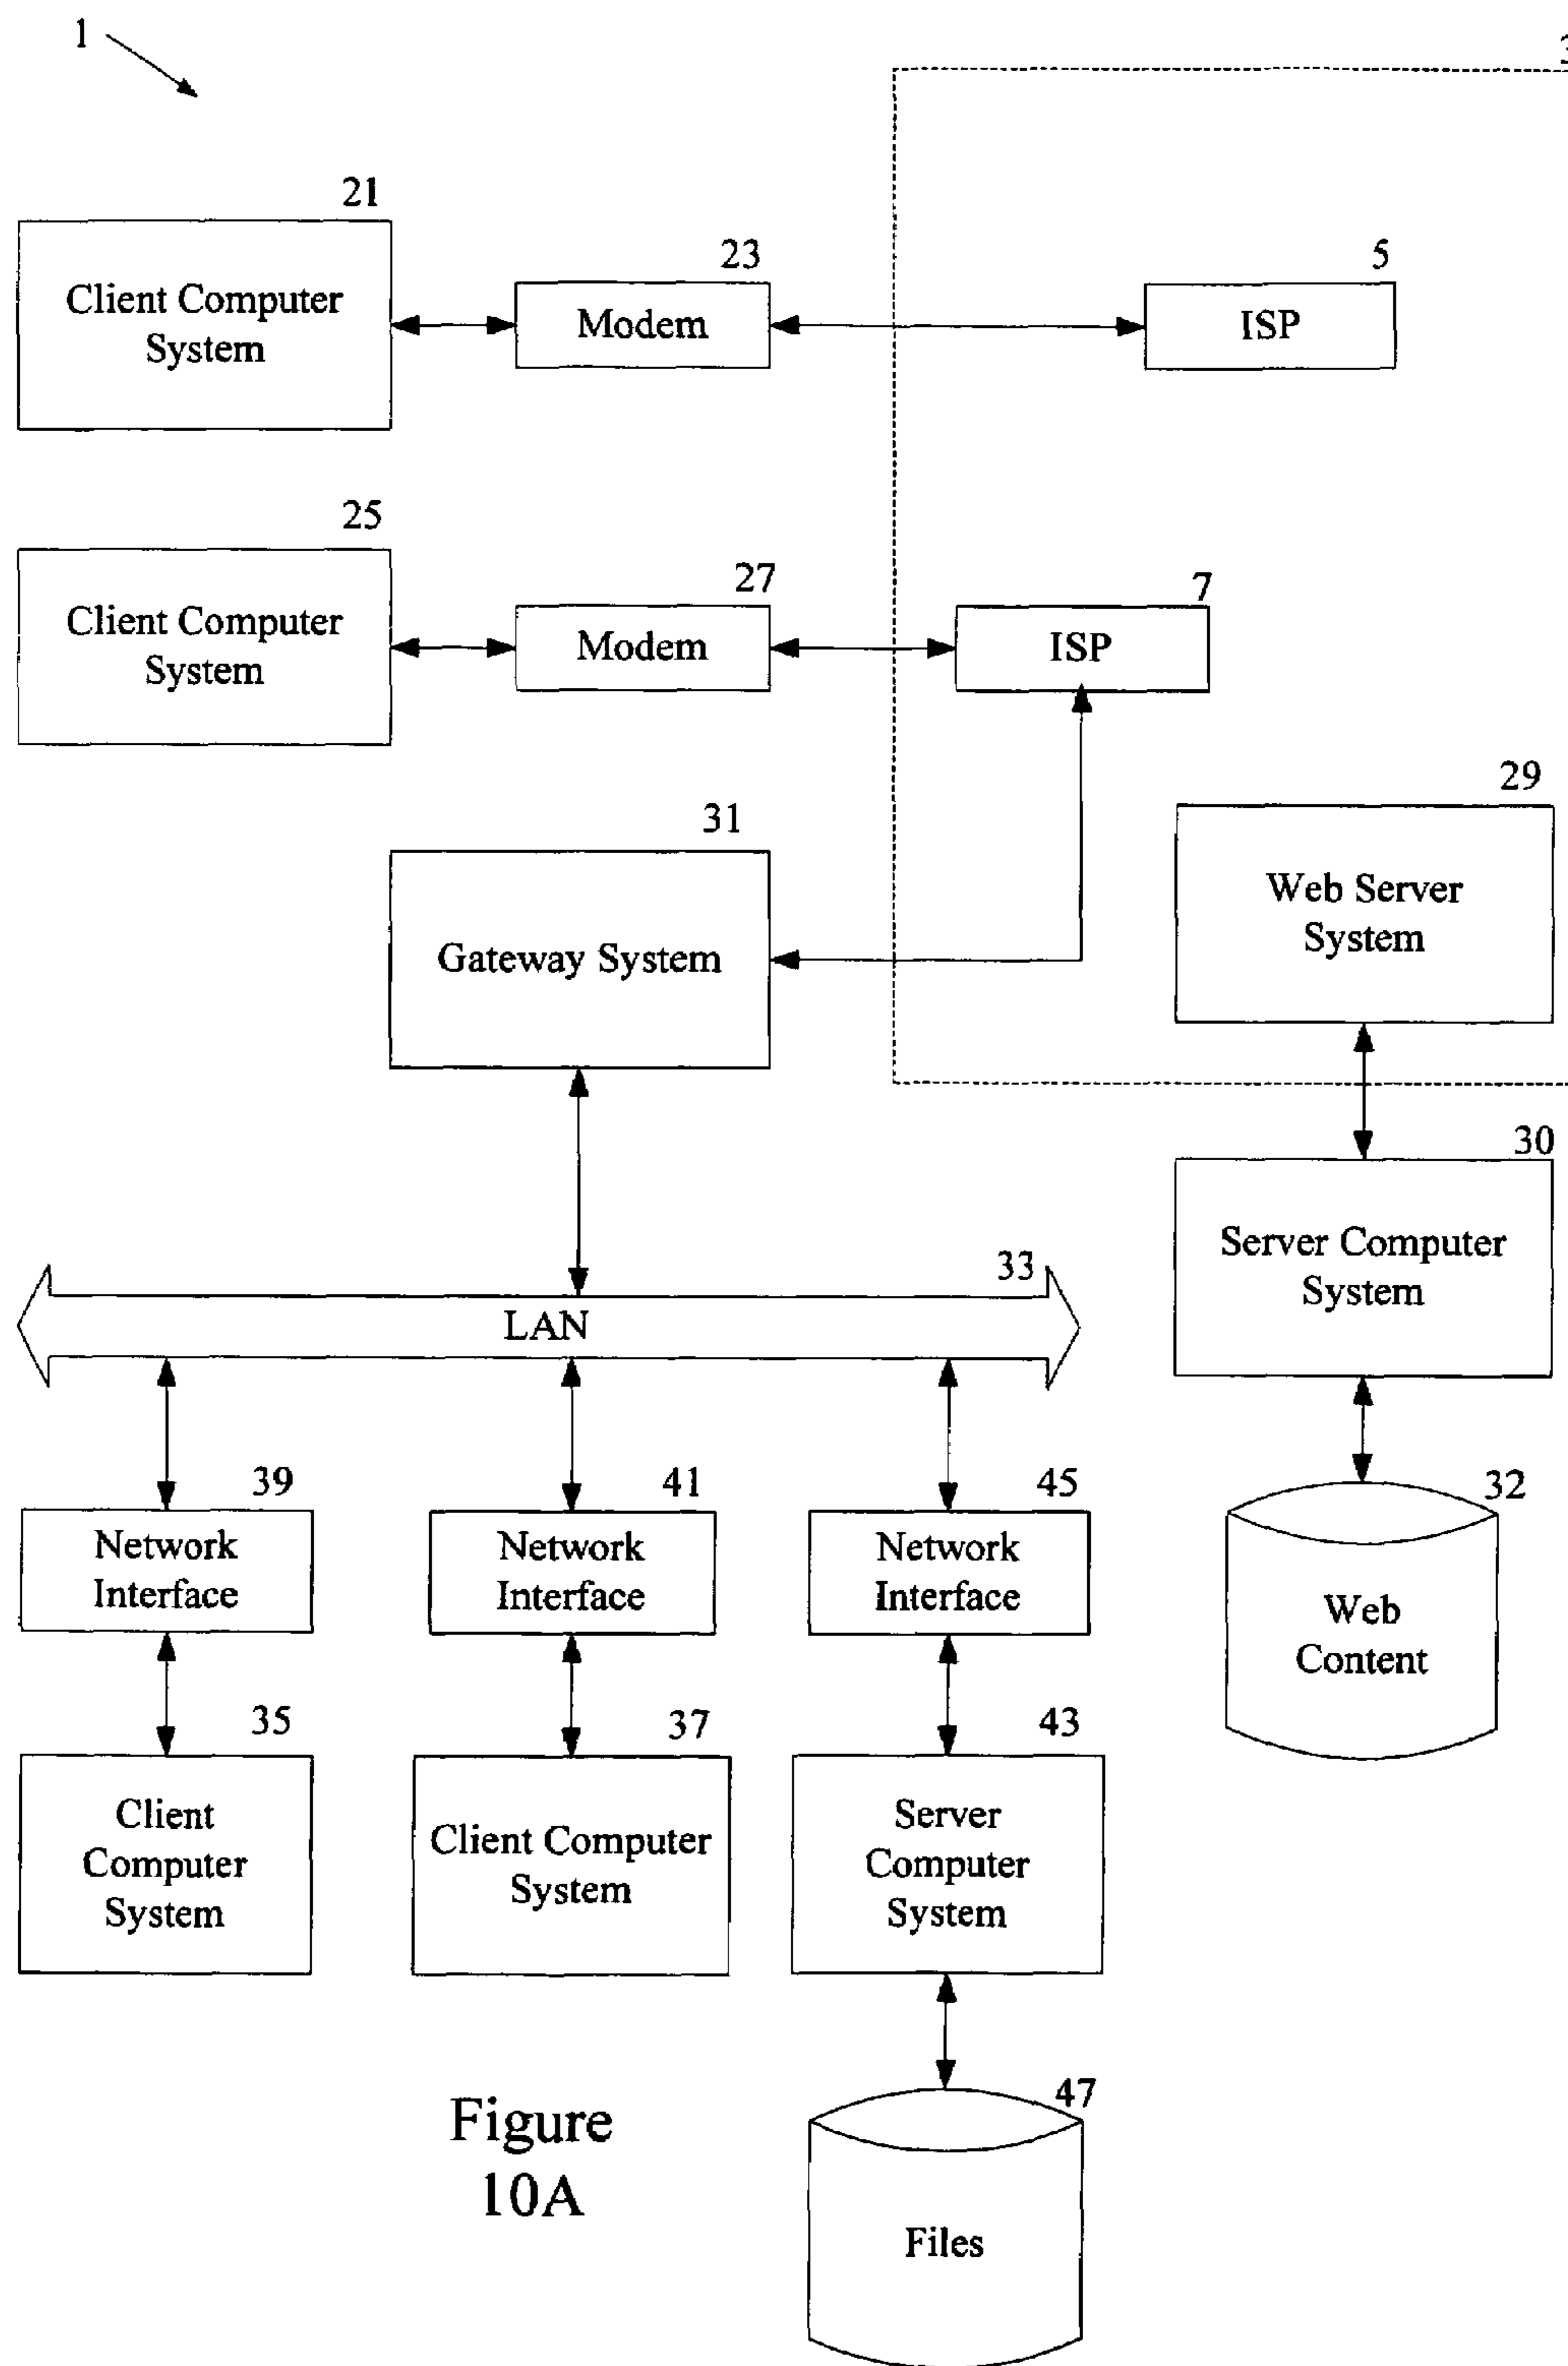 1
3
21
Client Computer
System
23
Modem
5
ISP
25
Client Computer
System
27
Modem
7
ISP
29
Web Server
System
31
Gateway System
30
Server Computer
System
33
LAN
39
Network
Interface
41
Network
Interface
45
Network
Interface
32
Web
Content
35
Client
Computer
System
37
Client Computer
System
43
Server
Computer
System
47
Files
Figure
10A